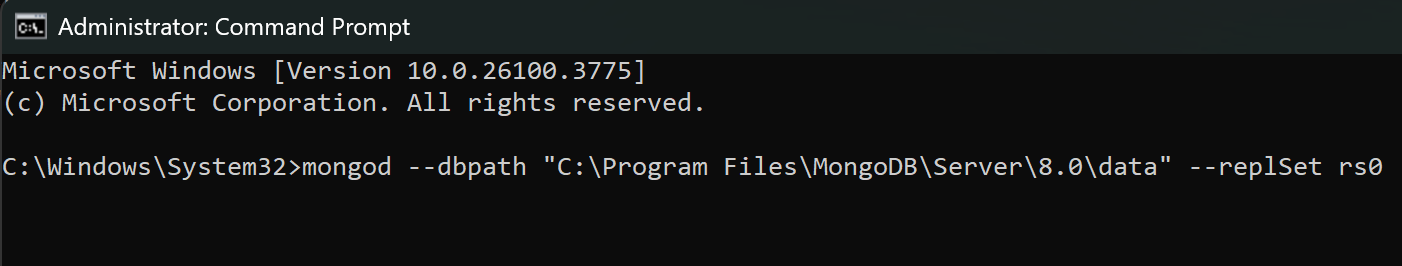 Administrator: Command Prompt
Microsoft Windows [Version 10.0.26100.3775]
(c) Microsoft Corporation. All rights reserved.
C:\Windows\System32>mongod --dbpath "C:\Program Files\MongoDB\Server\8.0\data" --replSet rs0